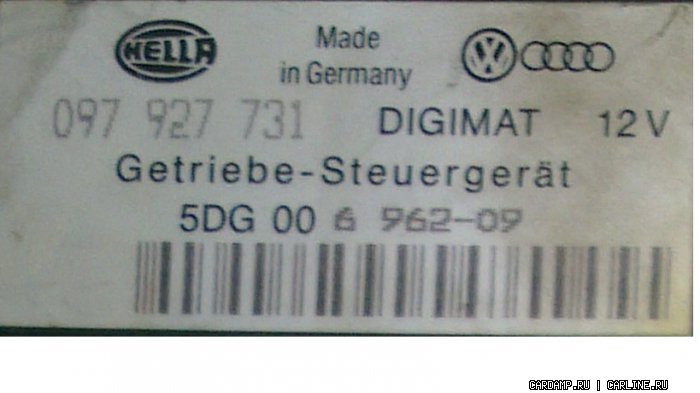 HELLA
Made
in Germany
097 927 731 DIGIMAT 12 V
Getriebe-Steuergerät
5DG 00 6 962-09
CARDAMP.RU | CARLINE.RU